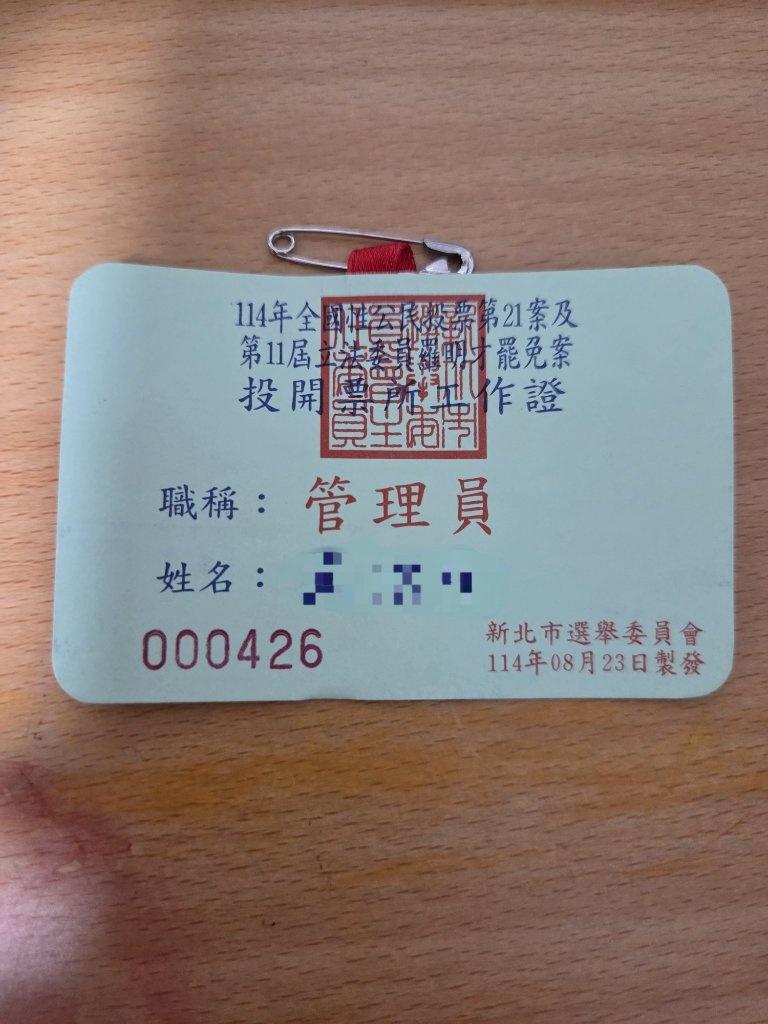 114年全國性公民投票第21案及
第11屆立法委員羅明才罷免案
投開票所工作證
職稱：管理員
姓名：
000426
新北市選舉委員會
114年08月23日製發